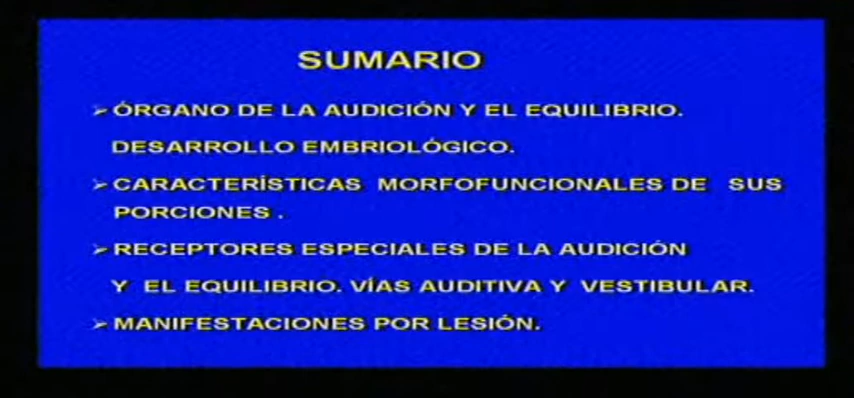 SUMARIO
➢ ÓRGANO DE LA AUDICIÓN Y EL EQUILIBRIO.
DESARROLLO EMBRIOLÓGICO.
➢ CARACTERÍSTICAS MORFOFUNCIONALES DE SUS
PORCIONES .
➢ RECEPTORES ESPECIALES DE LA AUDICIÓN
Y EL EQUILIBRIO. VÍAS AUDITIVA Y VESTIBULAR.
➢ MANIFESTACIONES POR LESIÓN.